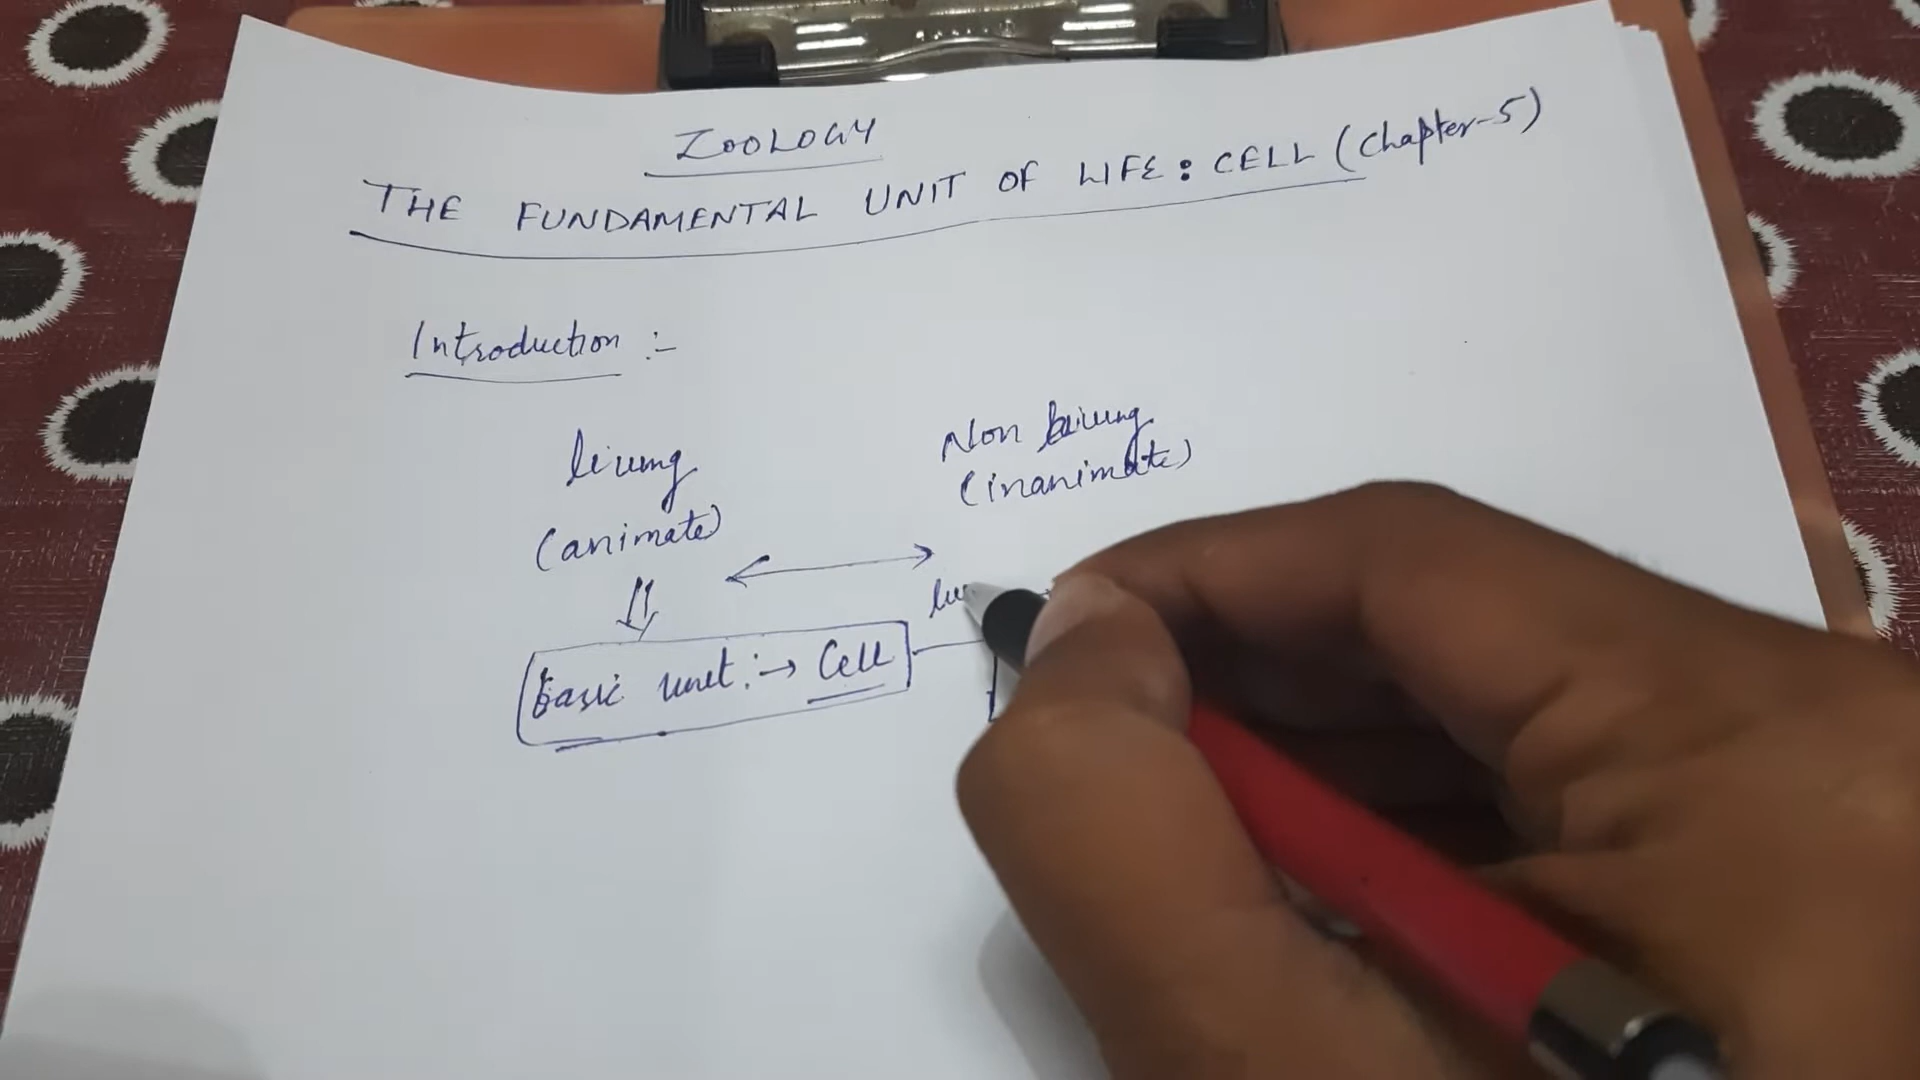 ZOOLOGY
THE FUNDAMENTAL UNIT OF LIFE : CELL (Chapter-5)
Introduction :-
living
(animate)
Non living
(inanimate)
Basic unit :→ Cell